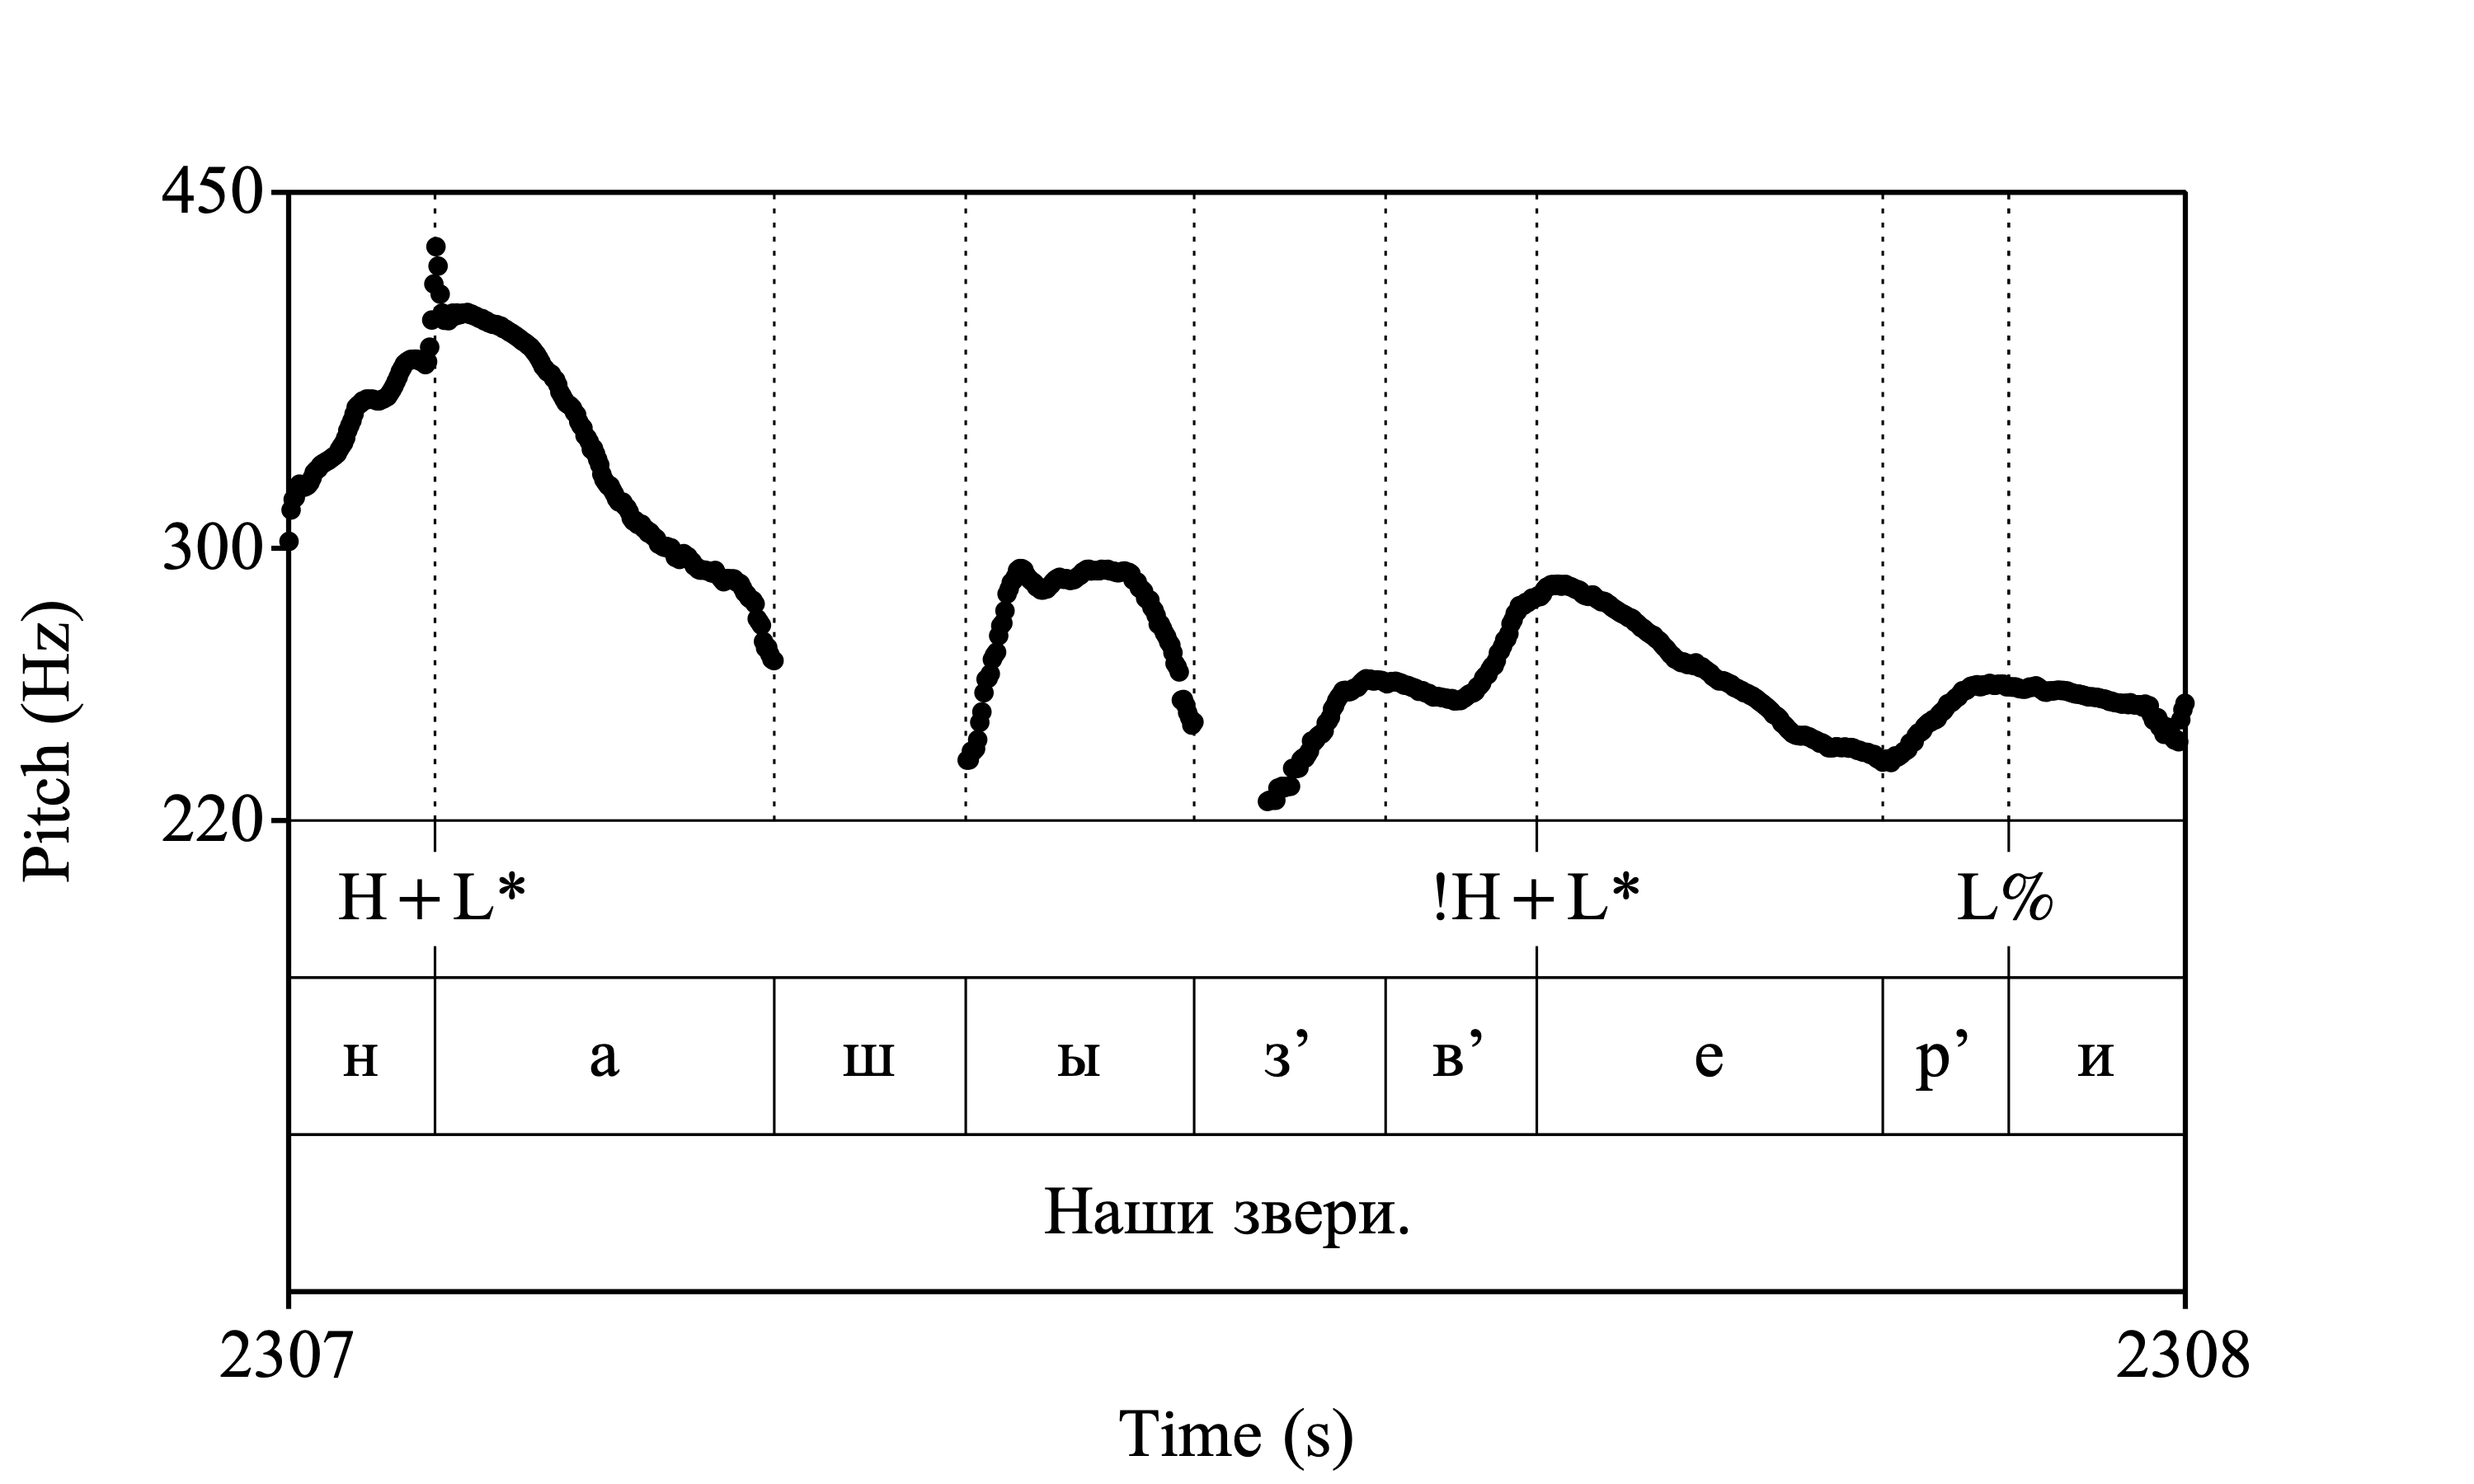 450
300
220
Pitch (Hz)
H+L* !H+L* L%
н а ш ы з’ в’ е р’ и
Наши звери.
2307 2308
Time (s)